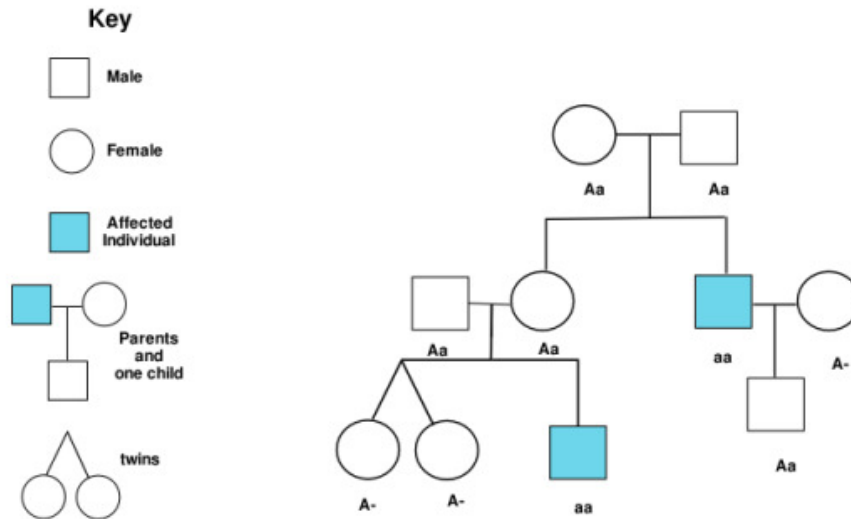 Key
Male
Female
Affected
Individual
Parents
and
one child
twins
Aa
Aa
Aa
Aa
aa
A-
A-
A-
aa
Aa